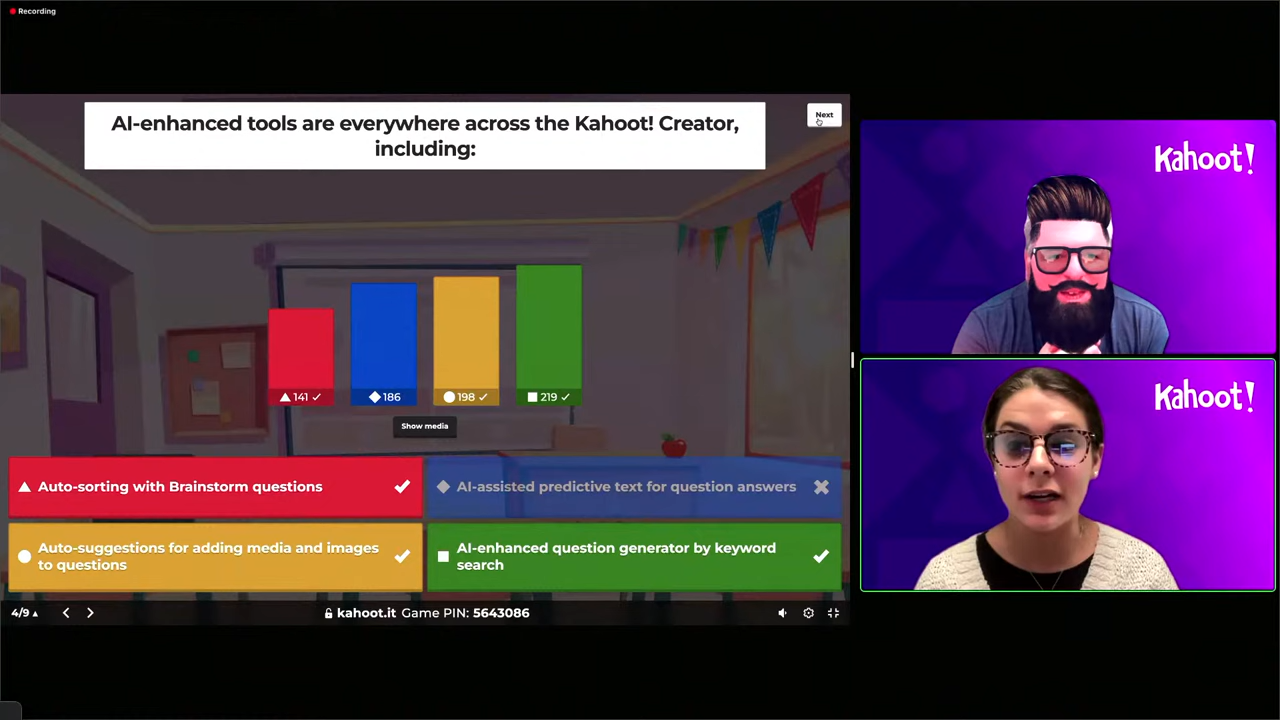 Recording
AI-enhanced tools are everywhere across the Kahoot! Creator,
including:
Next
Kahoot!
141
186
198
219
Show media
Kahoot!
Auto-sorting with Brainstorm questions
AI-assisted predictive text for question answers
Auto-suggestions for adding media and images
to questions
AI-enhanced question generator by keyword
search
4/9
kahoot.it Game PIN: 5643086